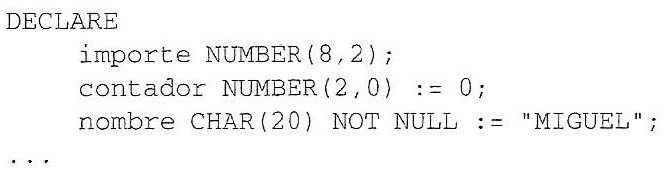 DECLARE
importe NUMBER(8,2);
contador NUMBER(2,0) := 0;
nombre CHAR(20) NOT NULL := "MIGUEL";
...